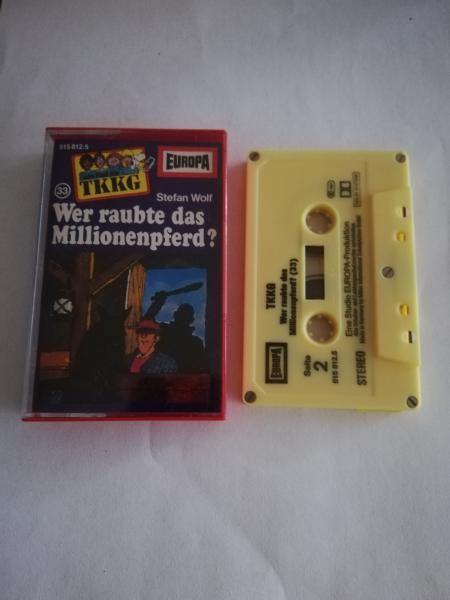 515 812.5
TKKG
EUROPA
33
Stefan Wolf
Wer raubte das
Millionenpferd?
TKKG
Wer raubte das
Millionenpferd? (33)
EUROPA
Seite
2
515 812.5
Eine Studio EUROPA-Produktion
STEREO